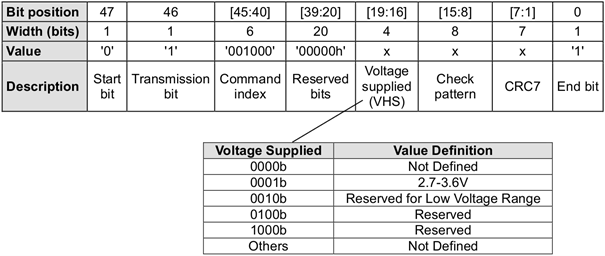 Bit position 47 46 [45:40] [39:20] [19:16] [15:8] [7:1] 0
Width (bits) 1 1 6 20 4 8 7 1
Value '0' '1' '001000' '00000h' x x x '1'
Description Start bit Transmission bit Command index Reserved bits Voltage supplied (VHS) Check pattern CRC7 End bit
Voltage Supplied Value Definition
0000b Not Defined
0001b 2.7-3.6V
0010b Reserved for Low Voltage Range
0100b Reserved
1000b Reserved
Others Not Defined